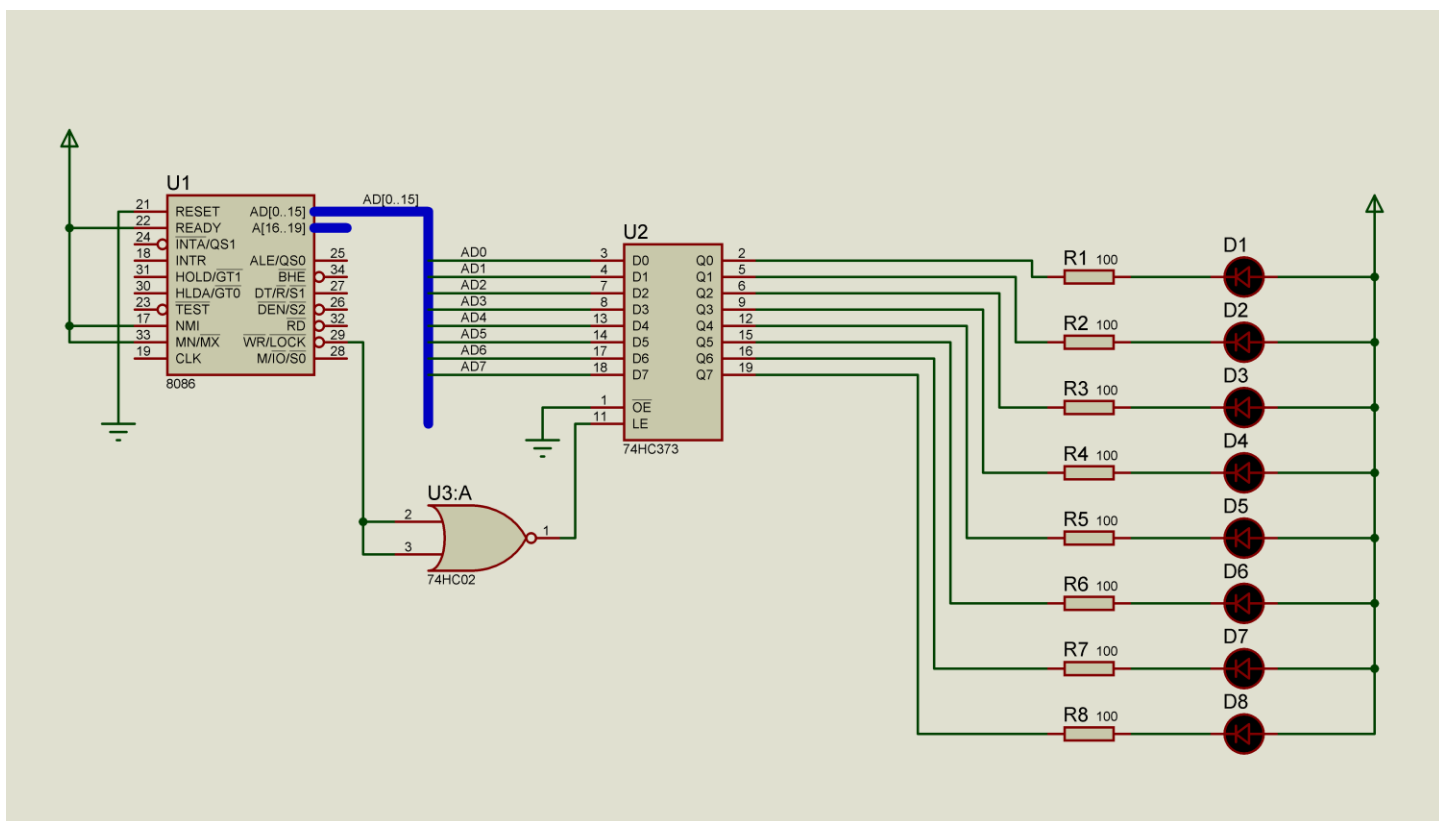 U1
21 RESET AD[0..15] AD[0..15]
22 READY A[16..19]
24 INTA/QS1
18 INTR ALE/QS0 25
31 HOLD/GT1 BHE 34
30 HLDA/GT0 DT/R/S1 27
23 TEST DEN/S2 26
17 NMI RD 32
33 MN/MX WR/LOCK 29
19 CLK M/IO/S0 28
8086
U2
AD0 3 D0 Q0 2
AD1 4 D1 Q1 5
AD2 7 D2 Q2 6
AD3 8 D3 Q3 9
AD4 13 D4 Q4 12
AD5 14 D5 Q5 15
AD6 17 D6 Q6 16
AD7 18 D7 Q7 19
1 OE
11 LE
74HC373
U3:A
2
3
1
74HC02
R1 100 D1
R2 100 D2
R3 100 D3
R4 100 D4
R5 100 D5
R6 100 D6
R7 100 D7
R8 100 D8